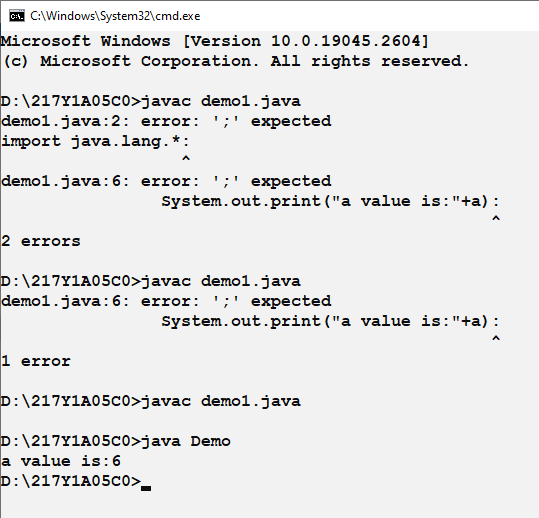 C:\Windows\System32\cmd.exe
Microsoft Windows [Version 10.0.19045.2604]
(c) Microsoft Corporation. All rights reserved.
D:\217Y1A05C0>javac demo1.java
demo1.java:2: error: ';' expected
import java.lang.*:
^
demo1.java:6: error: ';' expected
System.out.print("a value is:"+a):
^
2 errors
D:\217Y1A05C0>javac demo1.java
demo1.java:6: error: ';' expected
System.out.print("a value is:"+a):
^
1 error
D:\217Y1A05C0>javac demo1.java
D:\217Y1A05C0>java Demo
a value is:6
D:\217Y1A05C0>